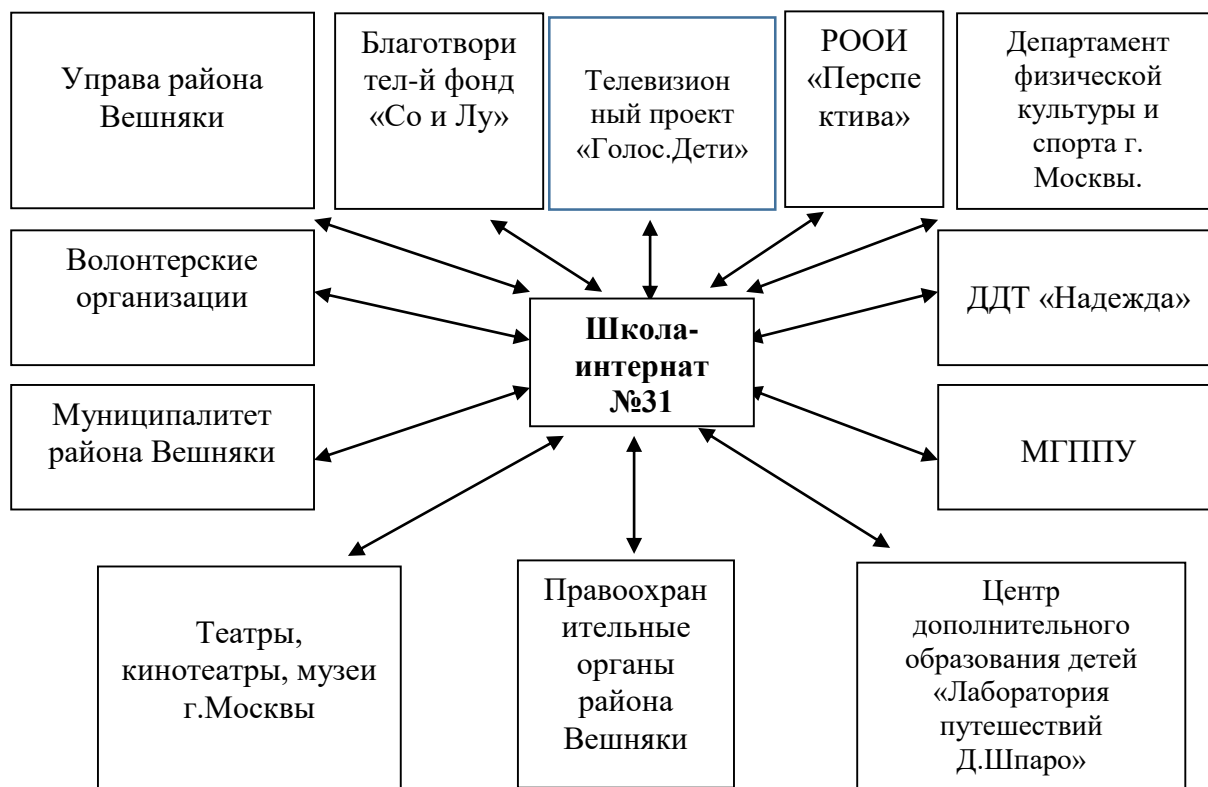 Управа района
Вешняки
Благотвори
тел-й фонд
«Со и Лу»
Телевизион
ный проект
«Голос.Дети»
РООИ
«Перспе
ктива»
Департамент
физической
культуры и
спорта г.
Москвы.
Волонтерские
организации
ДДТ «Надежда»
Школа-
интернат
№31
Муниципалитет
района Вешняки
МГППУ
Театры,
кинотеатры, музеи
г.Москвы
Правоохран
ительные
органы
района
Вешняки
Центр
дополнительного
образования детей
«Лаборатория
путешествий
Д.Шпаро»